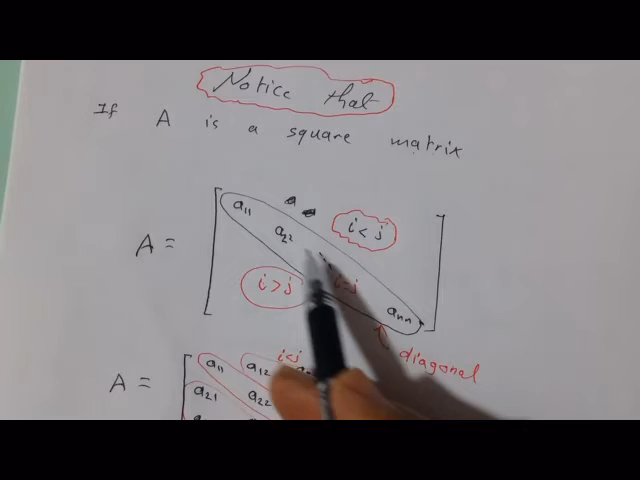 Notice that
If A is a square matrix
a11 a
A = a22 i < j
i > j i=j
ann
diagonal
i<j
A = a11 a12
a21 a22